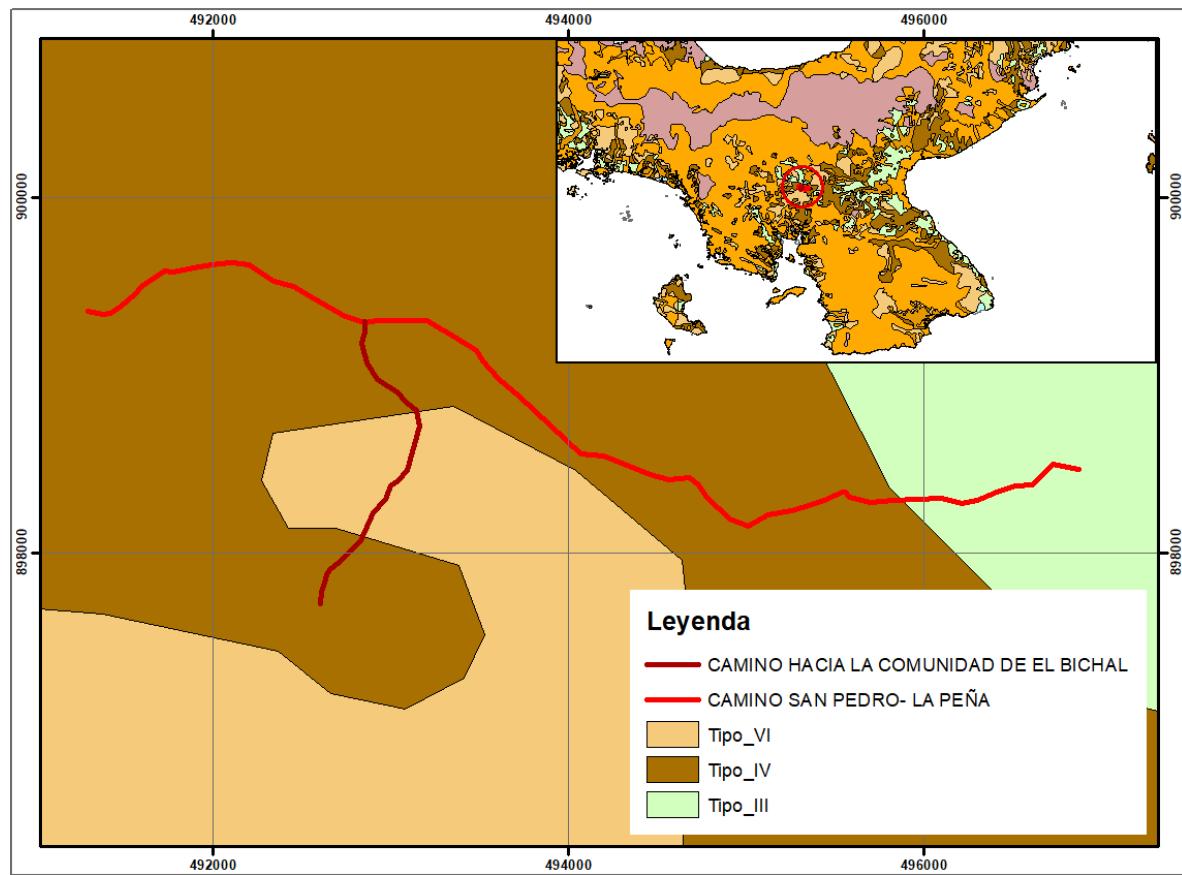 492000 494000 496000
900000 900000
898000 898000
Leyenda
CAMINO HACIA LA COMUNIDAD DE EL BICHAL
CAMINO SAN PEDRO- LA PEÑA
Tipo_VI
Tipo_IV
Tipo_III
492000 494000 496000